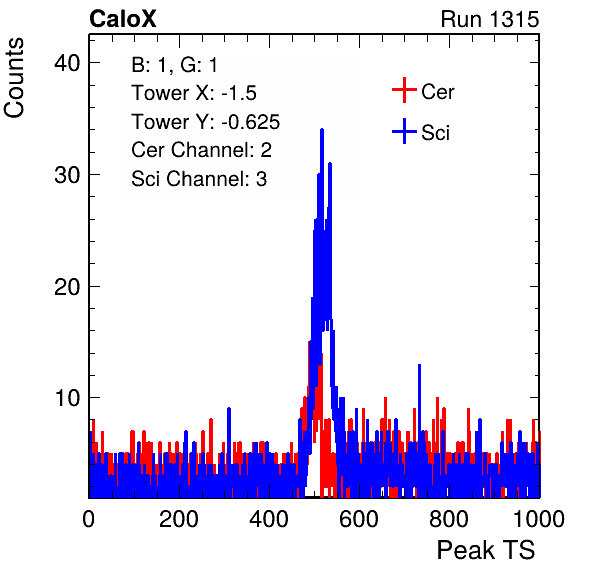 CaloX
Run 1315
Counts
40
30
20
10
B: 1, G: 1
Tower X: -1.5
Tower Y: -0.625
Cer Channel: 2
Sci Channel: 3
Cer
Sci
0 200 400 600 800 1000
Peak TS